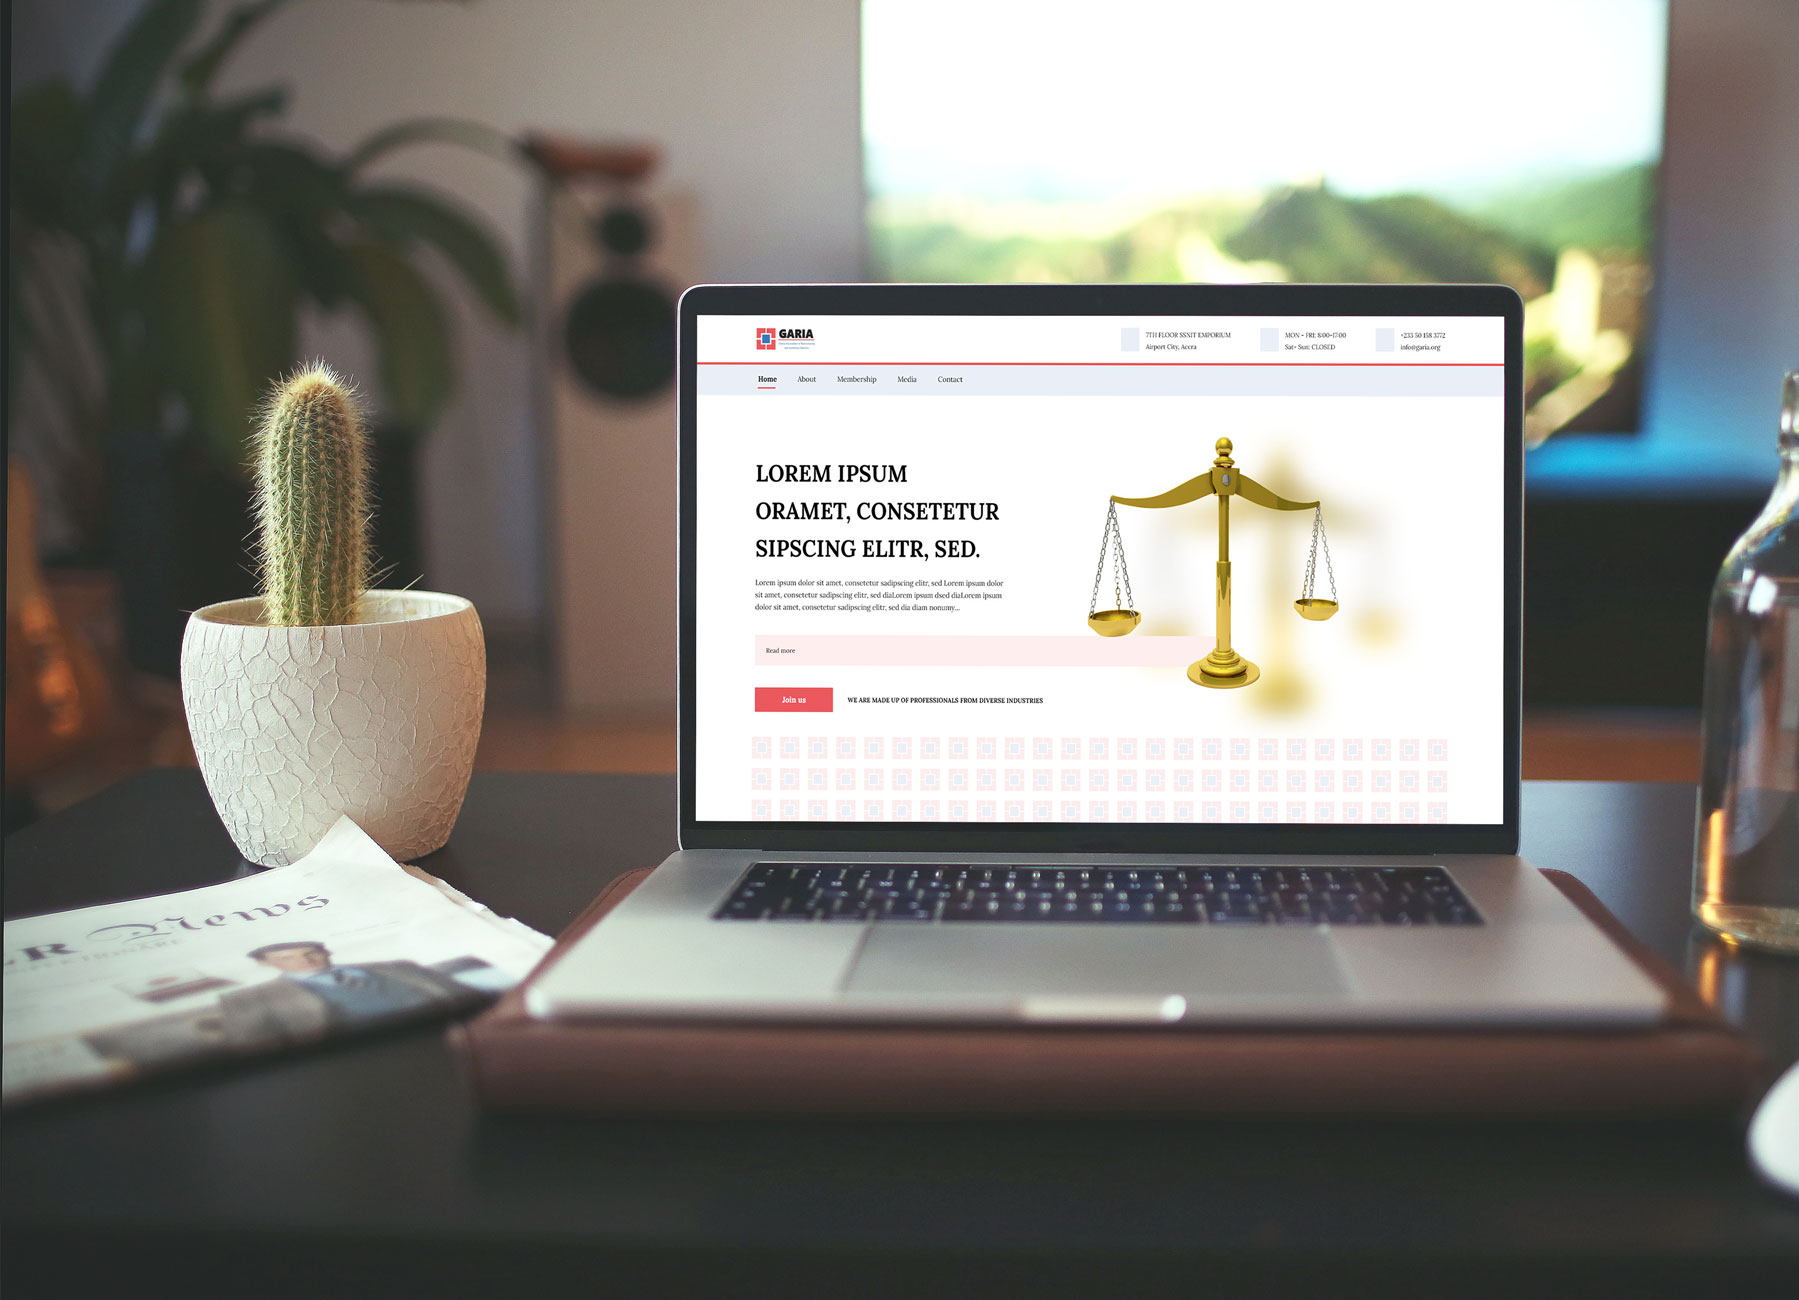 GARIA
7TH FLOOR SSNIT EMPORIUM
Airport City, Accra
MON - FRI: 8:00-17:00
Sat- Sun: CLOSED
+233 50 158 3772
info@garia.org
Home
About
Membership
Media
Contact
LOREM IPSUM
ORAMET, CONSETETUR
SIPSCING ELITR, SED.
Lorem ipsum dolor sit amet, consetetur sadipscing elitr, sed Lorem ipsum dolor
sit amet, consetetur sadipscing elitr, sed diaLorem ipsum dsed diaLorem ipsum
dolor sit amet, consetetur sadipscing elitr, sed dia diam nonumy...
Read more
Join us
WE ARE MADE UP OF PROFESSIONALS FROM DIVERSE INDUSTRIES
News